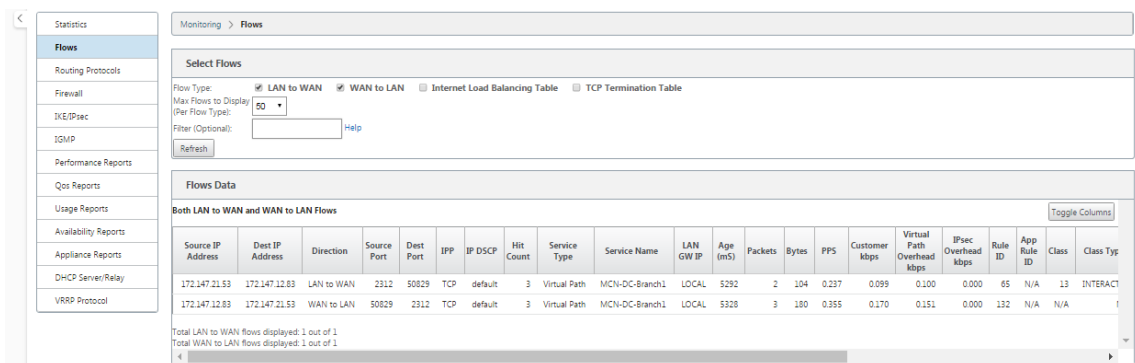 Statistics
Flows
Routing Protocols
Firewall
IKE/IPsec
IGMP
Performance Reports
Qos Reports
Usage Reports
Availability Reports
Appliance Reports
DHCP Server/Relay
VRRP Protocol
Monitoring > Flows
Select Flows
Flow Type: LAN to WAN WAN to LAN Internet Load Balancing Table TCP Termination Table
Max Flows to Display
(Per Flow Type): 50
Filter (Optional): Help
Refresh
Flows Data
Both LAN to WAN and WAN to LAN Flows Toggle Columns
Source IP Address Dest IP Address Direction Source Port Dest Port IPP IP DSCP Hit Count Service Type Service Name LAN GW IP Age (mS) Packets Bytes PPS Customer kbps Virtual Path Overhead kbps IPsec Overhead kbps Rule ID App Rule ID Class Class Typ
172.147.21.53 172.147.12.83 LAN to WAN 2312 50829 TCP default 3 Virtual Path MCN-DC-Branch1 LOCAL 5292 2 104 0.237 0.099 0.100 0.000 65 N/A 13 INTERACT
172.147.12.83 172.147.21.53 WAN to LAN 50829 2312 TCP default 3 Virtual Path MCN-DC-Branch1 LOCAL 5328 3 180 0.355 0.170 0.151 0.000 132 N/A N/A
Total LAN to WAN flows displayed: 1 out of 1
Total WAN to LAN flows displayed: 1 out of 1